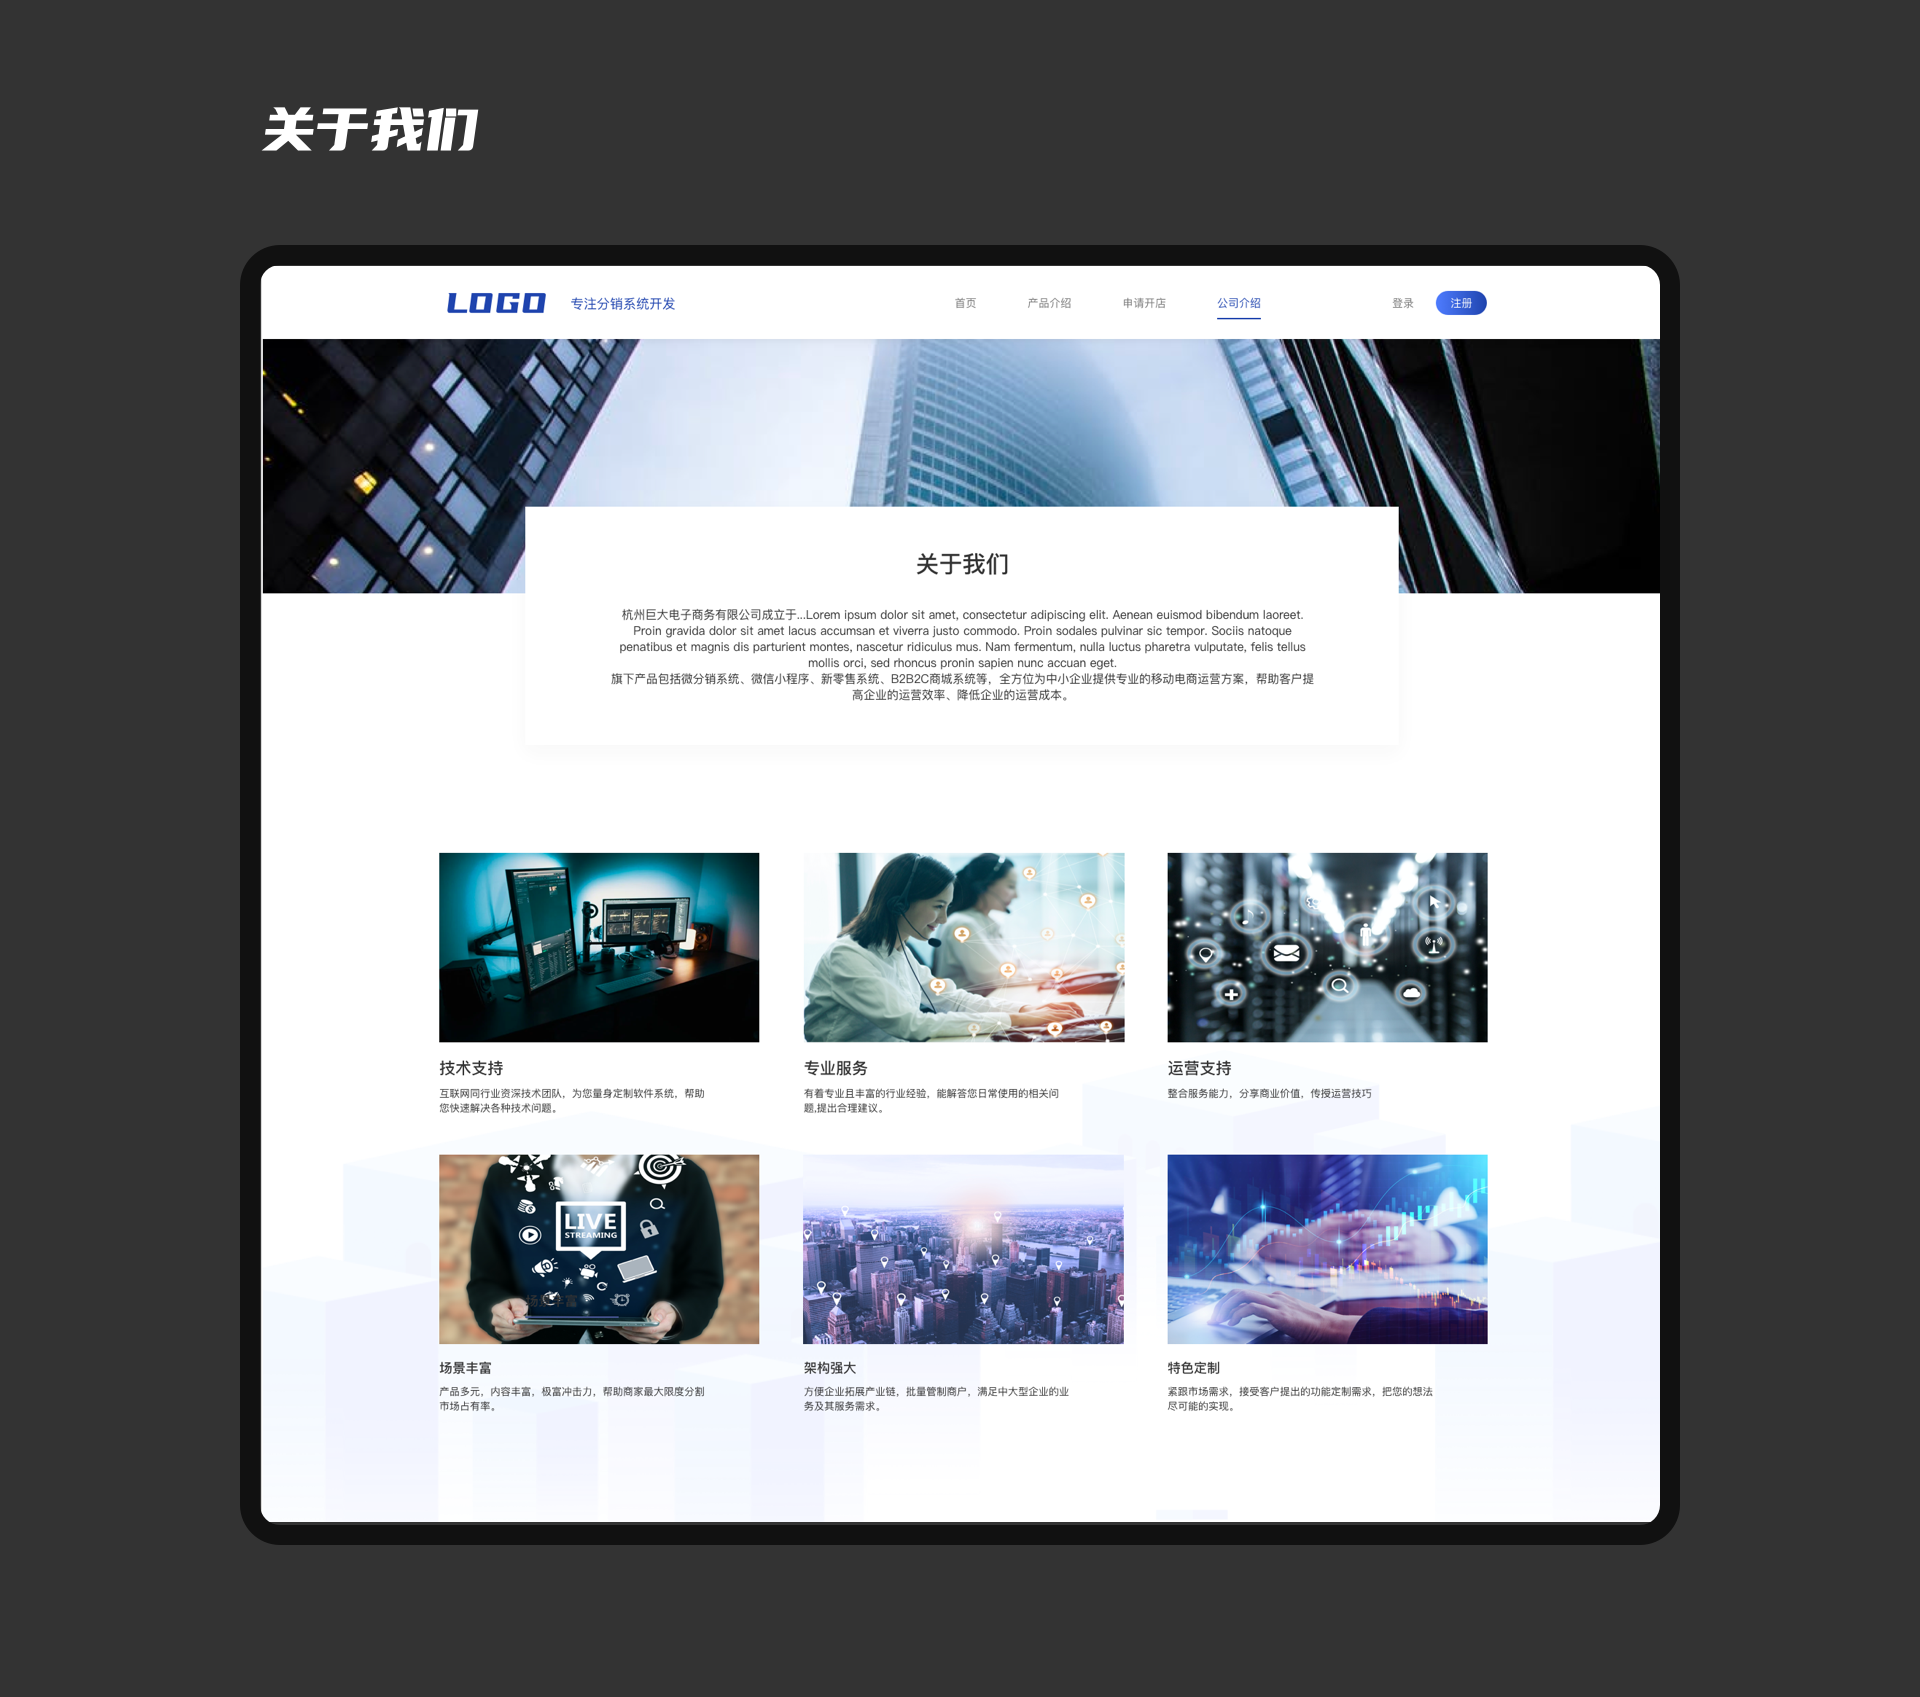 关于我们
LOGO 专注分销系统开发 首页 产品介绍 申请开店 公司介绍 登录 注册
关于我们
杭州巨大电子商务有限公司成立于...Lorem ipsum dolor sit amet, consectetur adipiscing elit. Aenean euismod bibendum laoreet.
Proin gravida dolor sit amet lacus accumsan et viverra justo commodo. Proin sodales pulvinar sic tempor. Sociis natoque
penatibus et magnis dis parturient montes, nascetur ridiculus mus. Nam fermentum, nulla luctus pharetra vulputate, felis tellus
mollis orci, sed rhoncus pronin sapien nunc accuan eget.
旗下产品包括微分销系统、微信小程序、新零售系统、B2B2C商城系统等，全方位为中小企业提供专业的移动电商运营方案，帮助客户提
高企业的运营效率、降低企业的运营成本。
技术支持
互联网同行业资深技术团队，为您量身定制软件系统，帮助
您快速解决各种技术问题。
专业服务
有着专业且丰富的行业经验，能解答您日常使用的相关问
题,提出合理建议。
运营支持
整合服务能力，分享商业价值，传授运营技巧
LIVE
STREAMING
场景丰富
场景丰富
产品多元，内容丰富，极富冲击力，帮助商家最大限度分割
市场占有率。
架构强大
方便企业拓展产业链，批量管制商户，满足中大型企业的业
务及其服务需求。
特色定制
紧跟市场需求，接受客户提出的功能定制需求，把您的想法
尽可能的实现。